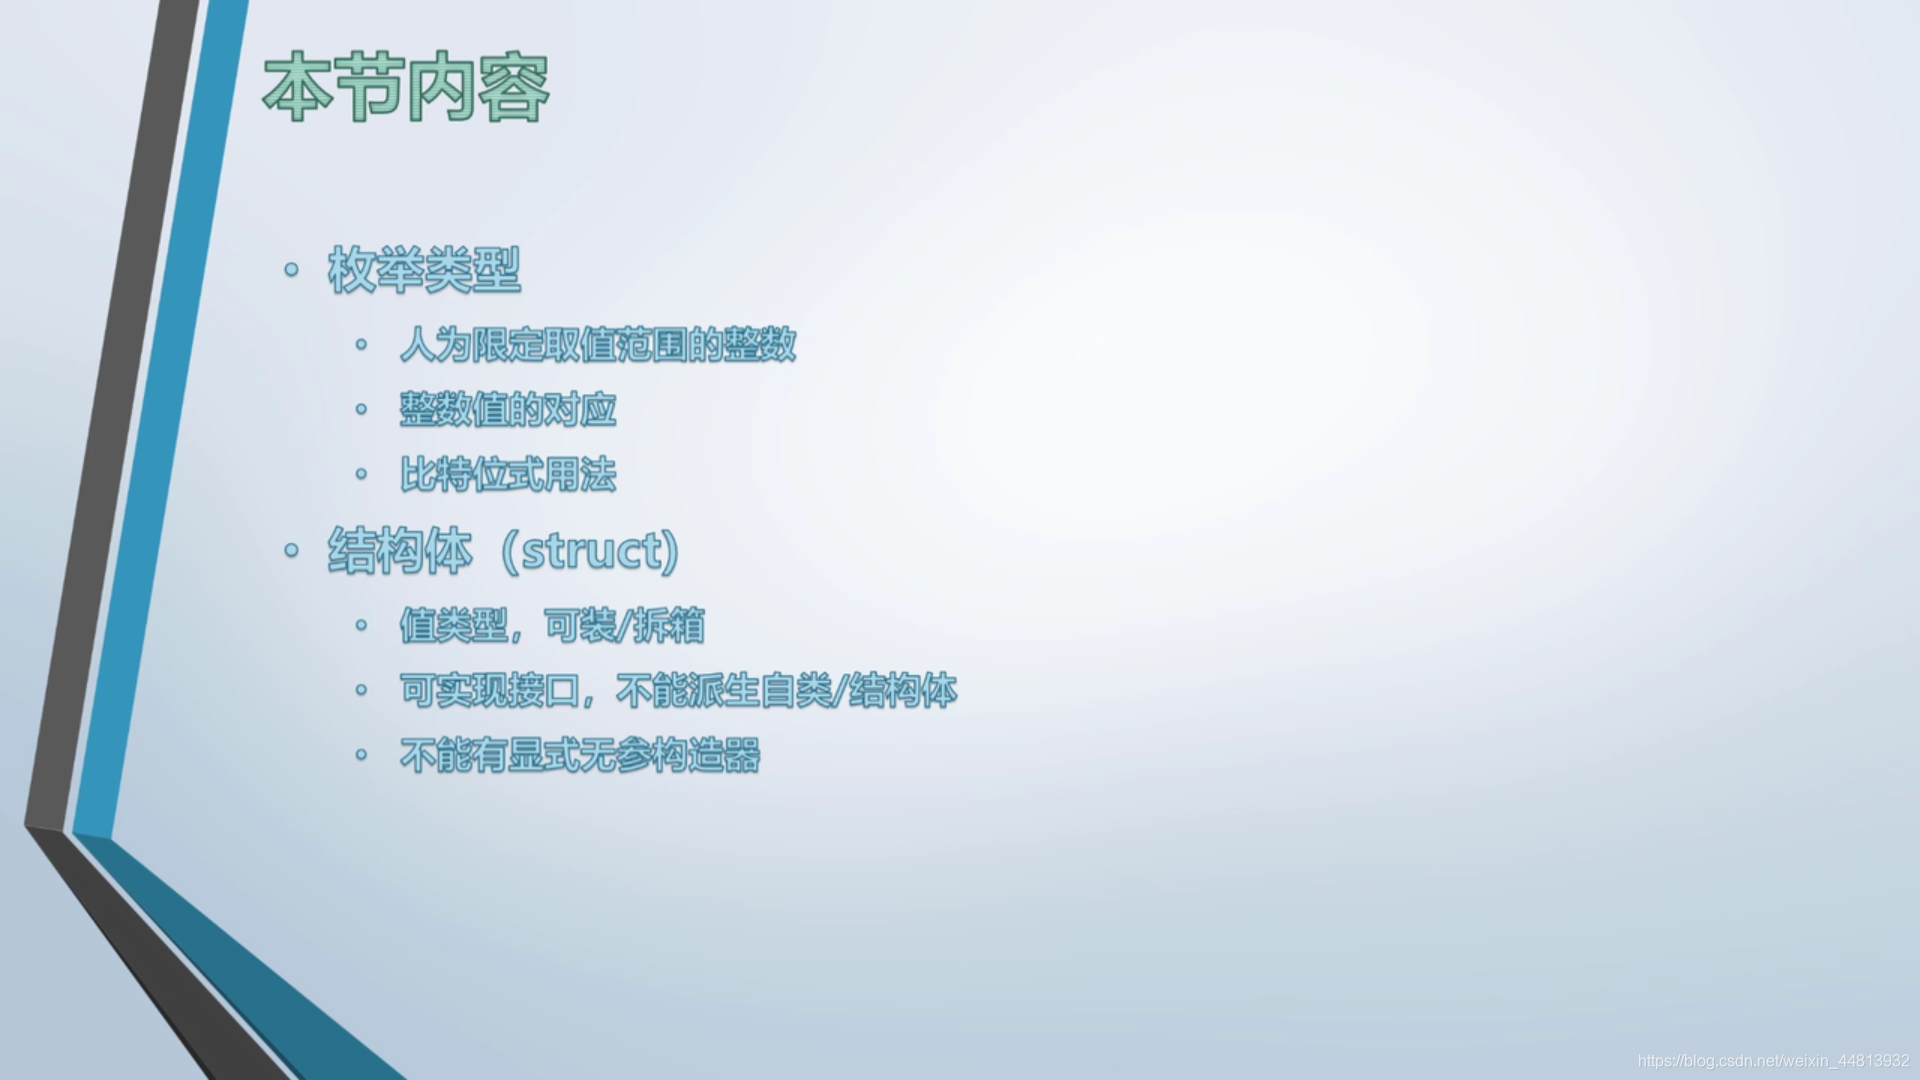 本节内容
• 枚举类型
• 人为限定取值范围的整数
• 整数值的对应
• 比特位式用法
• 结构体（struct)
• 值类型，可装/拆箱
• 可实现接口，不能派生自类/结构体
• 不能有显式无参构造器
https://blog.csdn.net/weixin_44813932